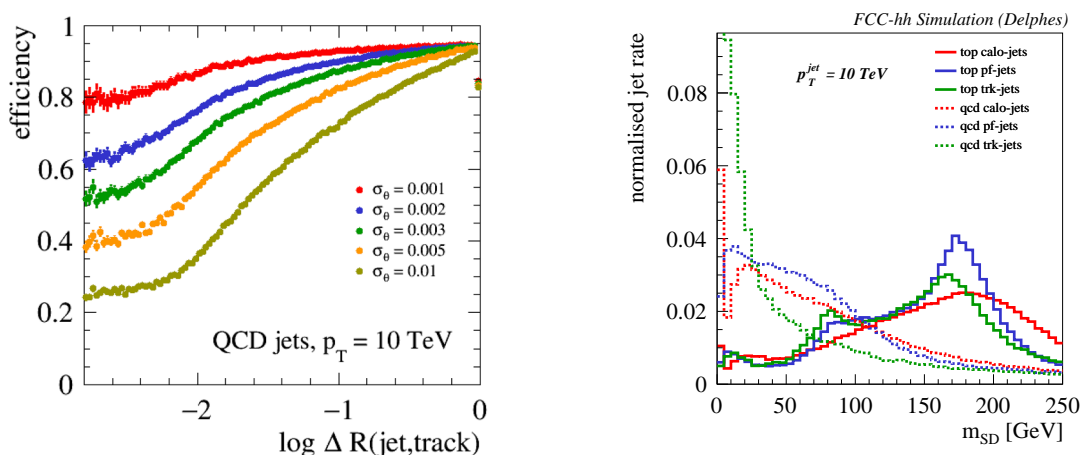 1
0.8
0.6
0.4
0.2
0
efficiency
σθ = 0.001
σθ = 0.002
σθ = 0.003
σθ = 0.005
σθ = 0.01
QCD jets, pT = 10 TeV
−2 −1 0
log Δ R(jet,track)
FCC-hh Simulation (Delphes)
normalised jet rate
0.08
0.06
0.04
0.02
0
pTjet = 10 TeV
top calo-jets
top pf-jets
top trk-jets
qcd calo-jets
qcd pf-jets
qcd trk-jets
0 50 100 150 200 250
mSD [GeV]